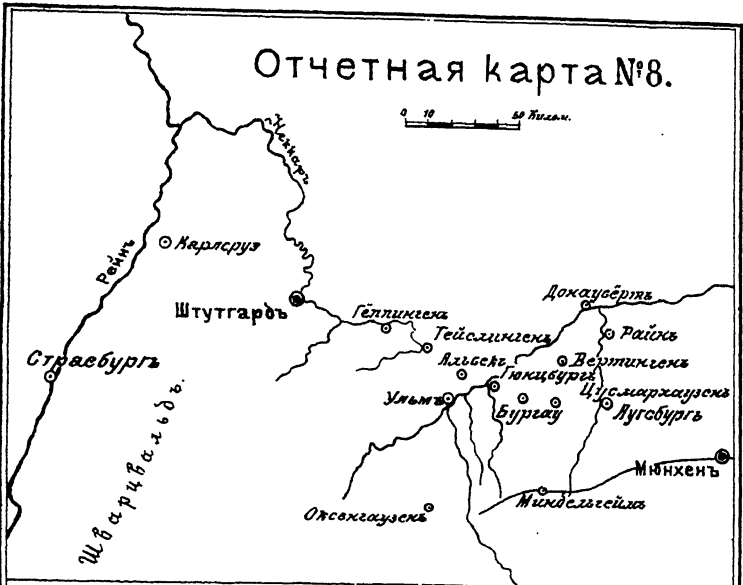 Отчетная карта №8.
0 10 50 Килом.
Неккаръ
Рейнъ
Карлсруэ
Штутгардъ
Гёппингенъ
Донаувёртъ
Гейслингенъ
Райнъ
Страсбургъ
Альбекъ
Вертингенъ
Гюнцбургъ
Цусмархаузенъ
Ульмъ
Бургау
Аугсбургъ
Шварцвальдъ.
Мюнхенъ
Миндельгеймъ
Оксенгаузенъ